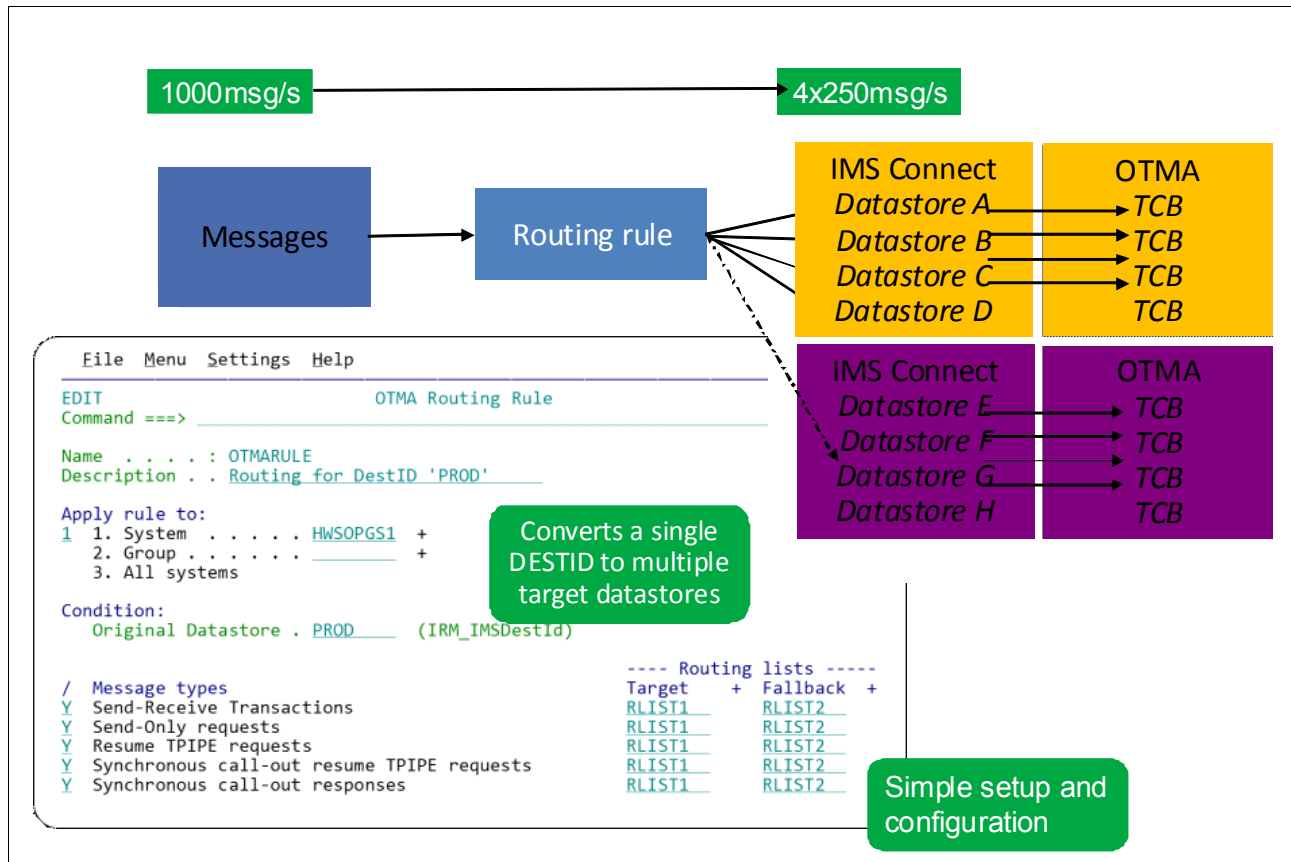 1000msg/s
4x250msg/s
Messages
Routing rule
IMS Connect
Datastore A
Datastore B
Datastore C
Datastore D
OTMA
TCB
TCB
TCB
TCB
IMS Connect
Datastore E
Datastore F
Datastore G
Datastore H
OTMA
TCB
TCB
TCB
TCB
File Menu Settings Help
EDIT OTMA Routing Rule
Command ===>
Name . . . . : OTMARULE
Description . . Routing for DestID 'PROD'
Apply rule to:
1 1. System . . . . . HWSOPGS1 +
2. Group . . . . . . +
3. All systems
Converts a single
DESTID to multiple
target datastores
Condition:
Original Datastore . PROD (IRM_IMSDestId)
---- Routing lists -----
/ Message types Target + Fallback +
Y Send-Receive Transactions RLIST1 RLIST2
Y Send-Only requests RLIST1 RLIST2
Y Resume TPIPE requests RLIST1 RLIST2
Y Synchronous call-out resume TPIPE requests RLIST1 RLIST2
Y Synchronous call-out responses RLIST1 RLIST2
Simple setup and
configuration